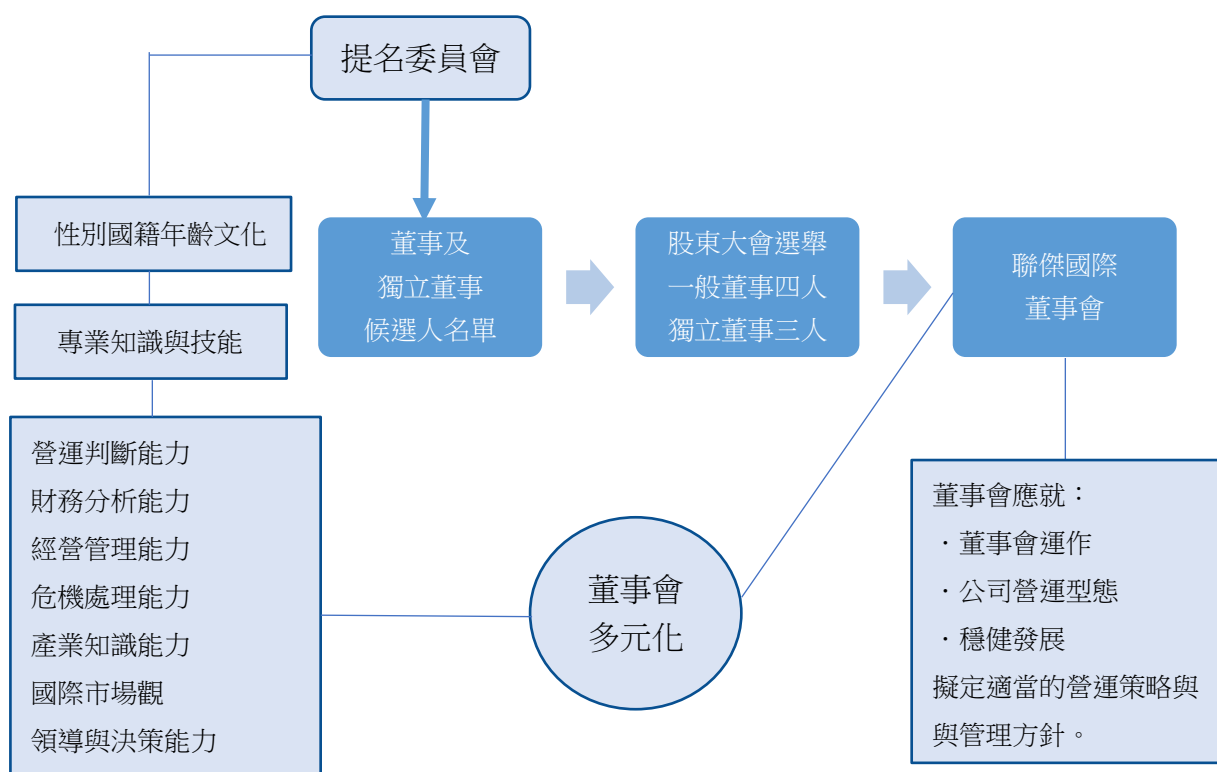 提名委員會
性別國籍年齡文化
專業知識與技能
營運判斷能力
財務分析能力
經營管理能力
危機處理能力
產業知識能力
國際市場觀
領導與決策能力
董事及
獨立董事
候選人名單
股東大會選舉
一般董事四人
獨立董事三人
聯傑國際
董事會
董事會
多元化
董事會應就：
．董事會運作
．公司營運型態
．穩健發展
擬定適當的營運策略與
與管理方針。